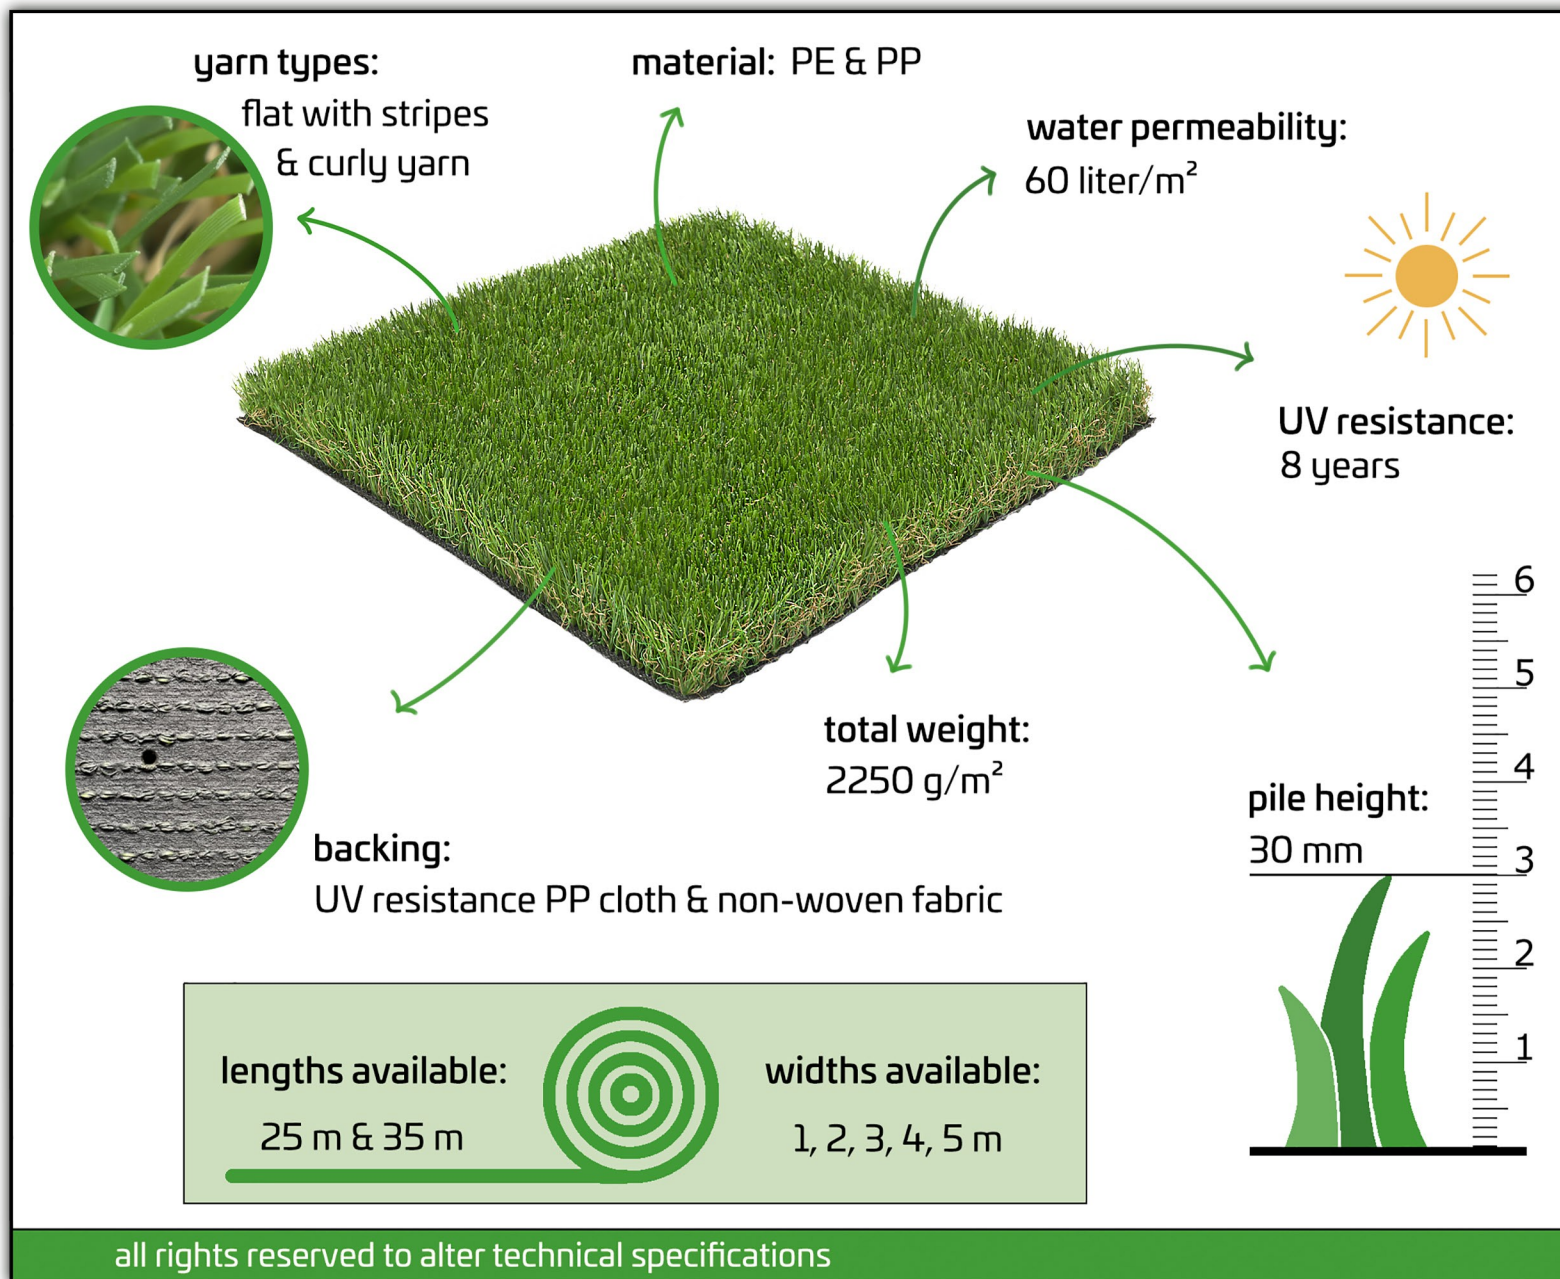 yarn types:
flat with stripes
& curly yarn
material: PE & PP
water permeability:
60 liter/m²
UV resistance:
8 years
total weight:
2250 g/m²
pile height:
30 mm
6
5
4
3
2
1
backing:
UV resistance PP cloth & non-woven fabric
lengths available:
25 m & 35 m
widths available:
1, 2, 3, 4, 5 m
all rights reserved to alter technical specifications